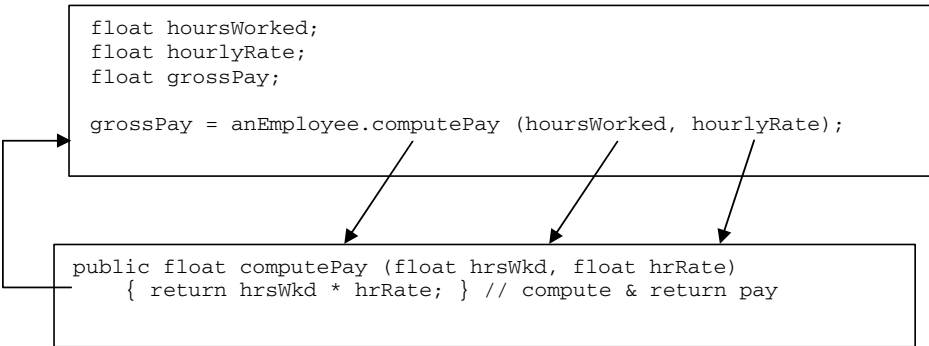 float hoursWorked;
float hourlyRate;
float grossPay;
grossPay = anEmployee.computePay (hoursWorked, hourlyRate);
public float computePay (float hrsWkd, float hrRate)
{ return hrsWkd * hrRate; } // compute & return pay